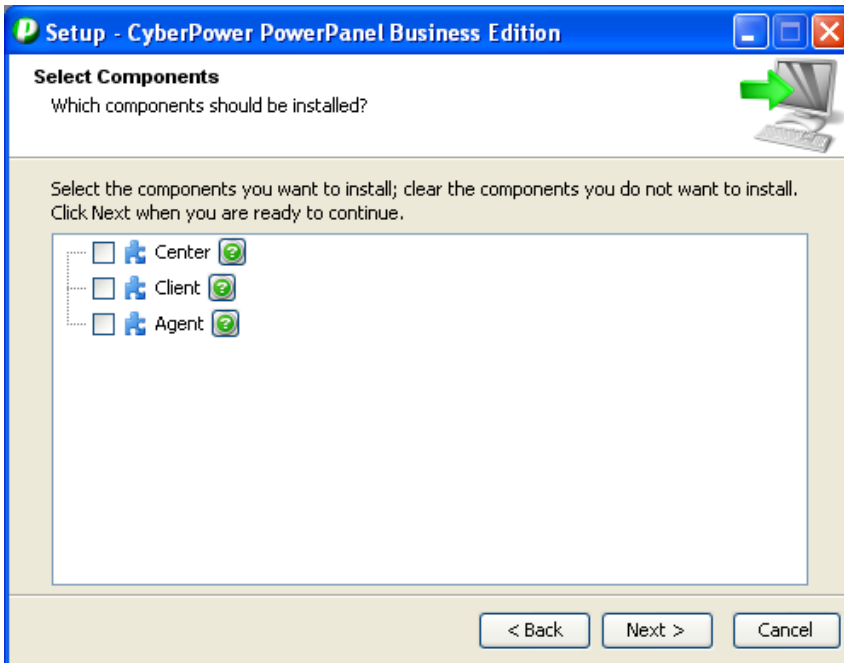 Setup - CyberPower PowerPanel Business Edition
Select Components
Which components should be installed?
Select the components you want to install; clear the components you do not want to install.
Click Next when you are ready to continue.
Center
Client
Agent
< Back Next > Cancel